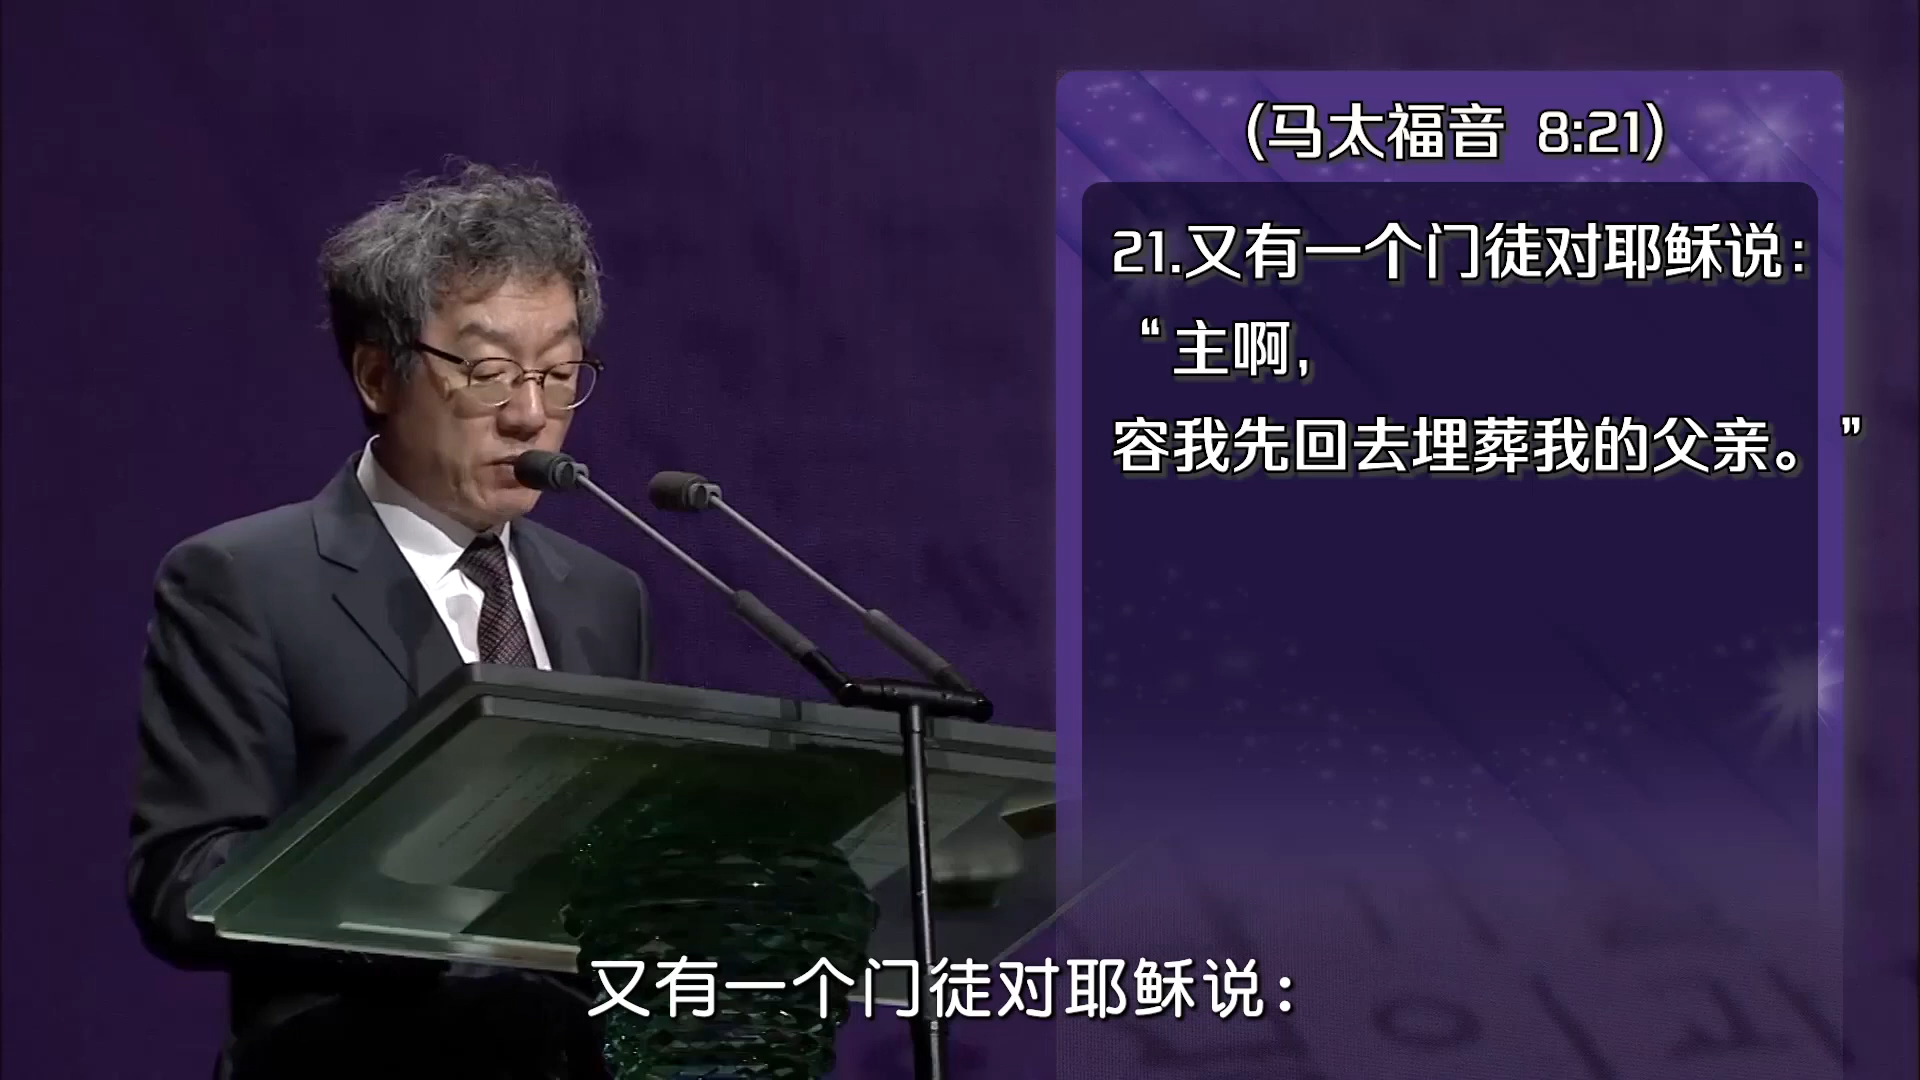 (马太福音 8:21)
21.又有一个门徒对耶稣说：
“主啊，
容我先回去埋葬我的父亲。”
又有一个门徒对耶稣说：